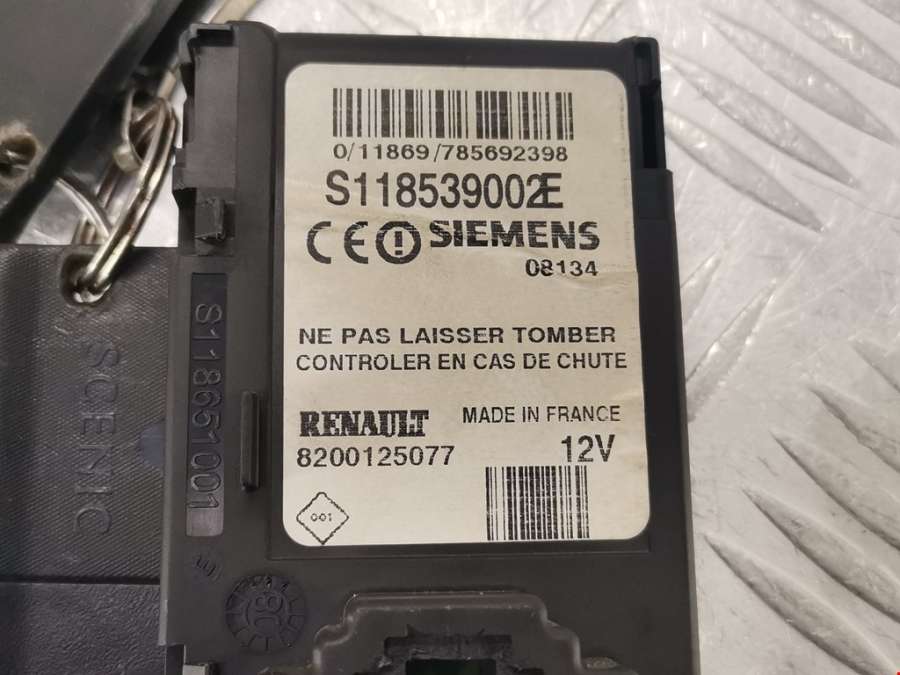 0/11869/785692398
S118539002E
CE SIEMENS
08134
NE PAS LAISSER TOMBER
CONTROLER EN CAS DE CHUTE
RENAULT MADE IN FRANCE
8200125077 12V
001
S118651001
SCENIC